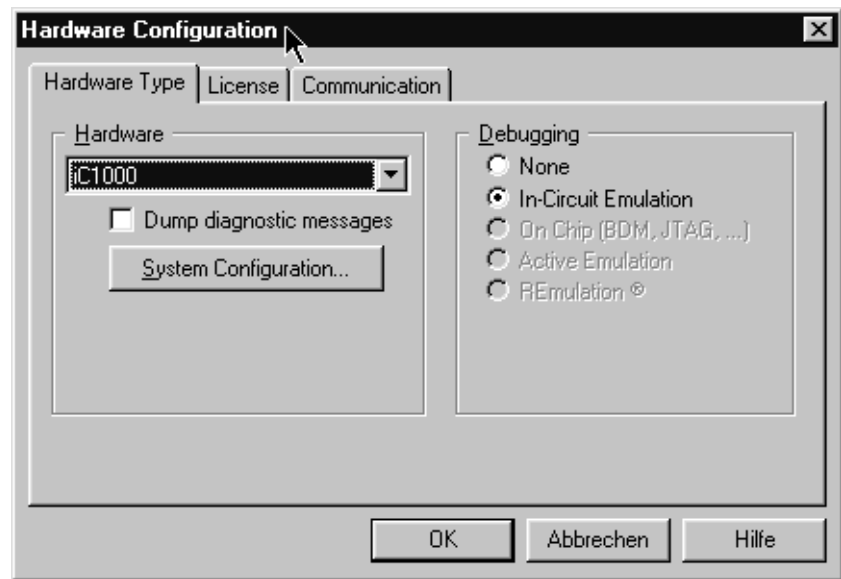 Hardware Configuration
Hardware Type License Communication
Hardware
iC1000
Dump diagnostic messages
System Configuration...
Debugging
None
In-Circuit Emulation
On Chip (BDM, JTAG, ...)
Active Emulation
REmulation ®
OK Abbrechen Hilfe